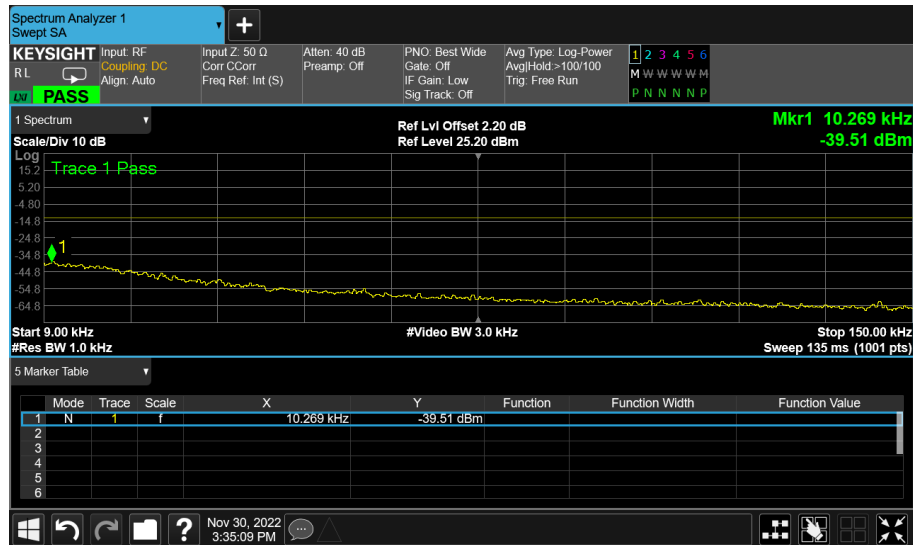 Spectrum Analyzer 1
Swept SA
+
KEYSIGHT
RL
LXI PASS
Input: RF
Coupling: DC
Align: Auto
Input Z: 50 Ω
Corr CCorr
Freq Ref: Int (S)
Atten: 40 dB
Preamp: Off
PNO: Best Wide
Gate: Off
IF Gain: Low
Sig Track: Off
Avg Type: Log-Power
Avg|Hold:>100/100
Trig: Free Run
1 2 3 4 5 6
M W W W W M
P N N N N P
1 Spectrum
Scale/Div 10 dB
Ref Lvl Offset 2.20 dB
Ref Level 25.20 dBm
Mkr1 10.269 kHz
-39.51 dBm
Log
Trace 1 Pass
15.2
5.20
-4.80
-14.8
-24.8
-34.8
-44.8
-54.8
-64.8
1
Start 9.00 kHz
#Video BW 3.0 kHz
Stop 150.00 kHz
#Res BW 1.0 kHz
Sweep 135 ms (1001 pts)
5 Marker Table
Mode Trace Scale X Y Function Function Width Function Value
1 N 1 f 10.269 kHz -39.51 dBm
2
3
4
5
6
?
Nov 30, 2022
3:35:09 PM